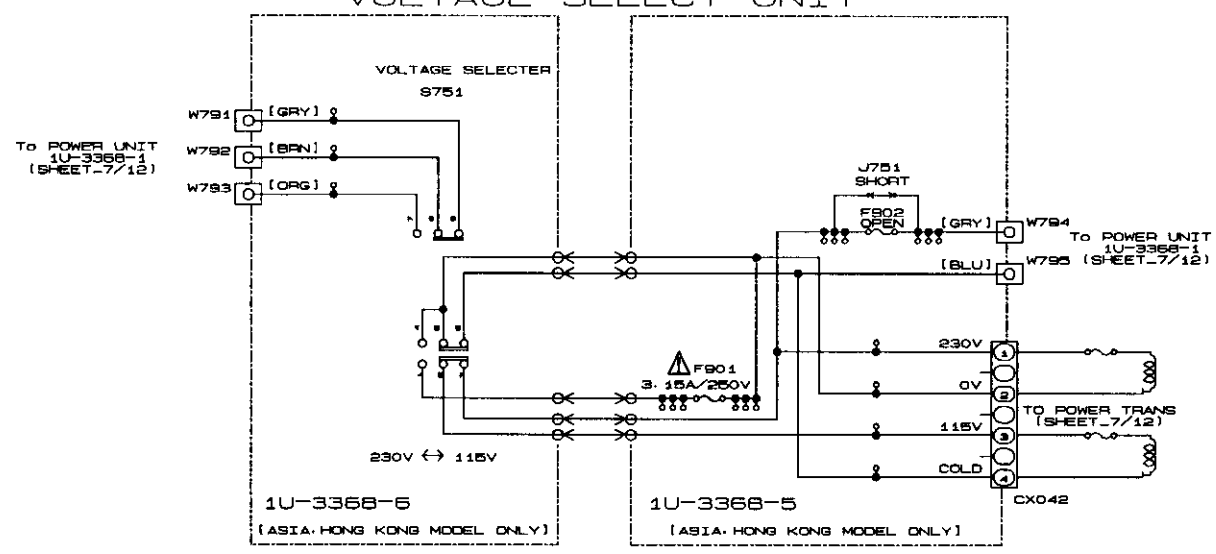 VOLTAGE SELECT UNIT
VOLTAGE SELECTER
S751
W791 [GRY]
W792 [BRN]
W793 [ORG]
To POWER UNIT
1U-3368-1
(SHEET_7/12)
J751
SHORT
F902
OPEN
[GRY] W794
[BLU] W795
To POWER UNIT
1U-3368-1
(SHEET_7/12)
F901
3.15A/250V
230V 1
0V 2
115V 3
COLD 4
TO POWER TRANS
(SHEET_7/12)
CX042
230V ↔ 115V
1U-3368-6
[ASIA.HONG KONG MODEL ONLY]
1U-3368-5
[ASIA.HONG KONG MODEL ONLY]